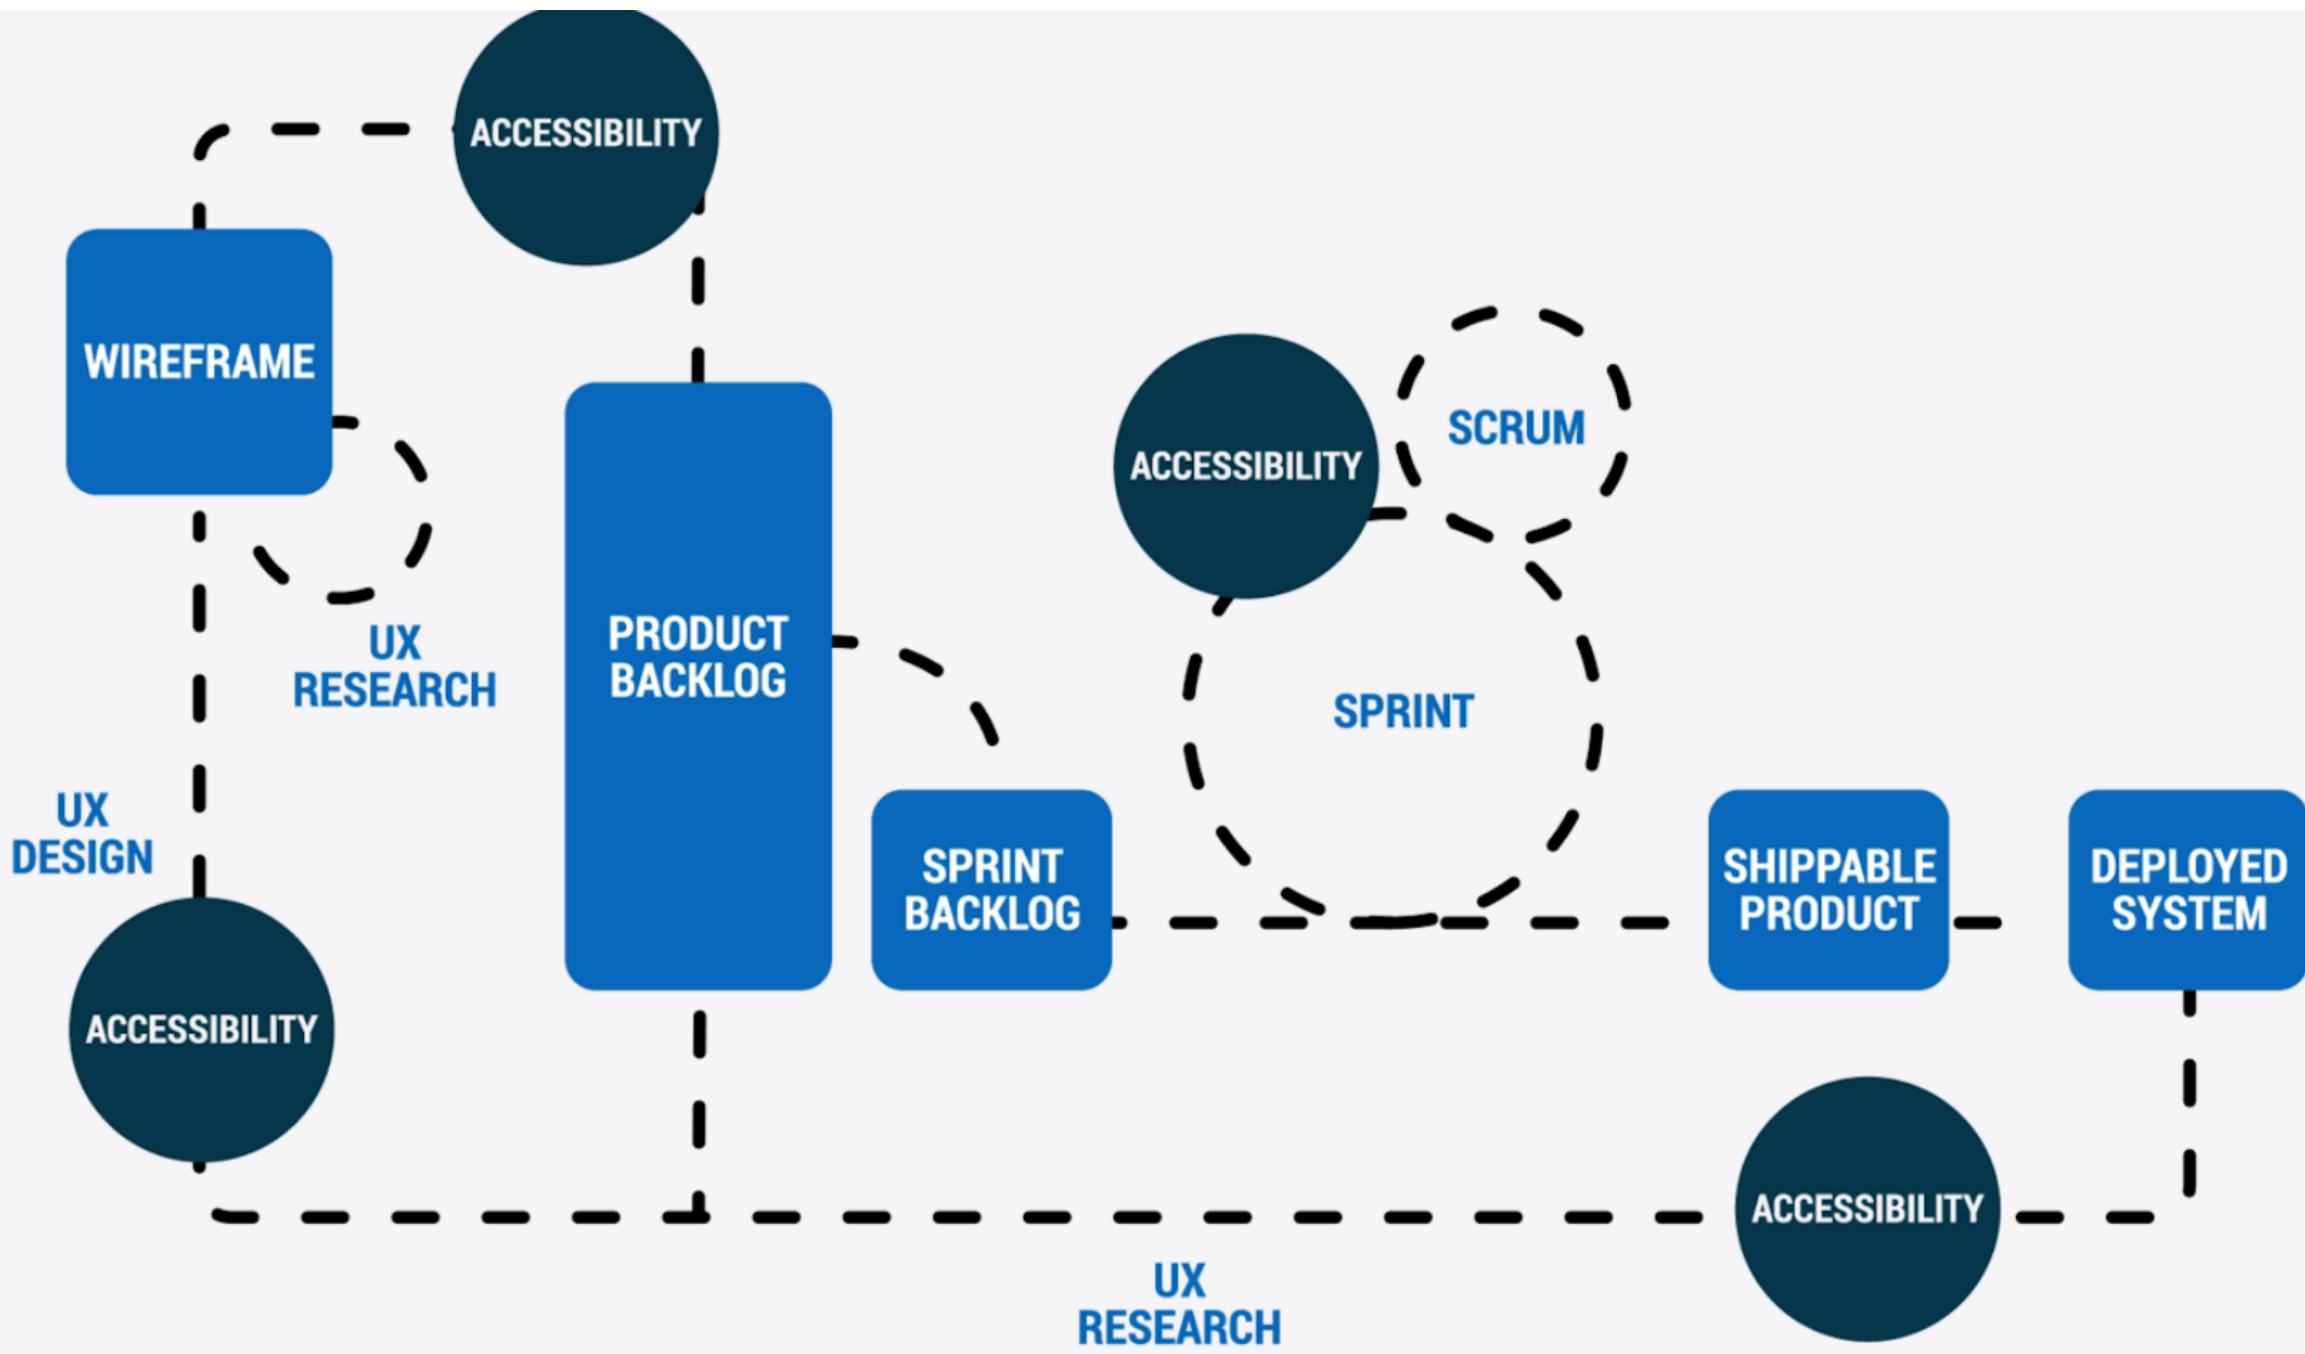 ACCESSIBILITY
WIREFRAME
UX
RESEARCH
UX
DESIGN
ACCESSIBILITY
PRODUCT
BACKLOG
SPRINT
BACKLOG
ACCESSIBILITY
SCRUM
SPRINT
SHIPPABLE
PRODUCT
DEPLOYED
SYSTEM
ACCESSIBILITY
UX
RESEARCH